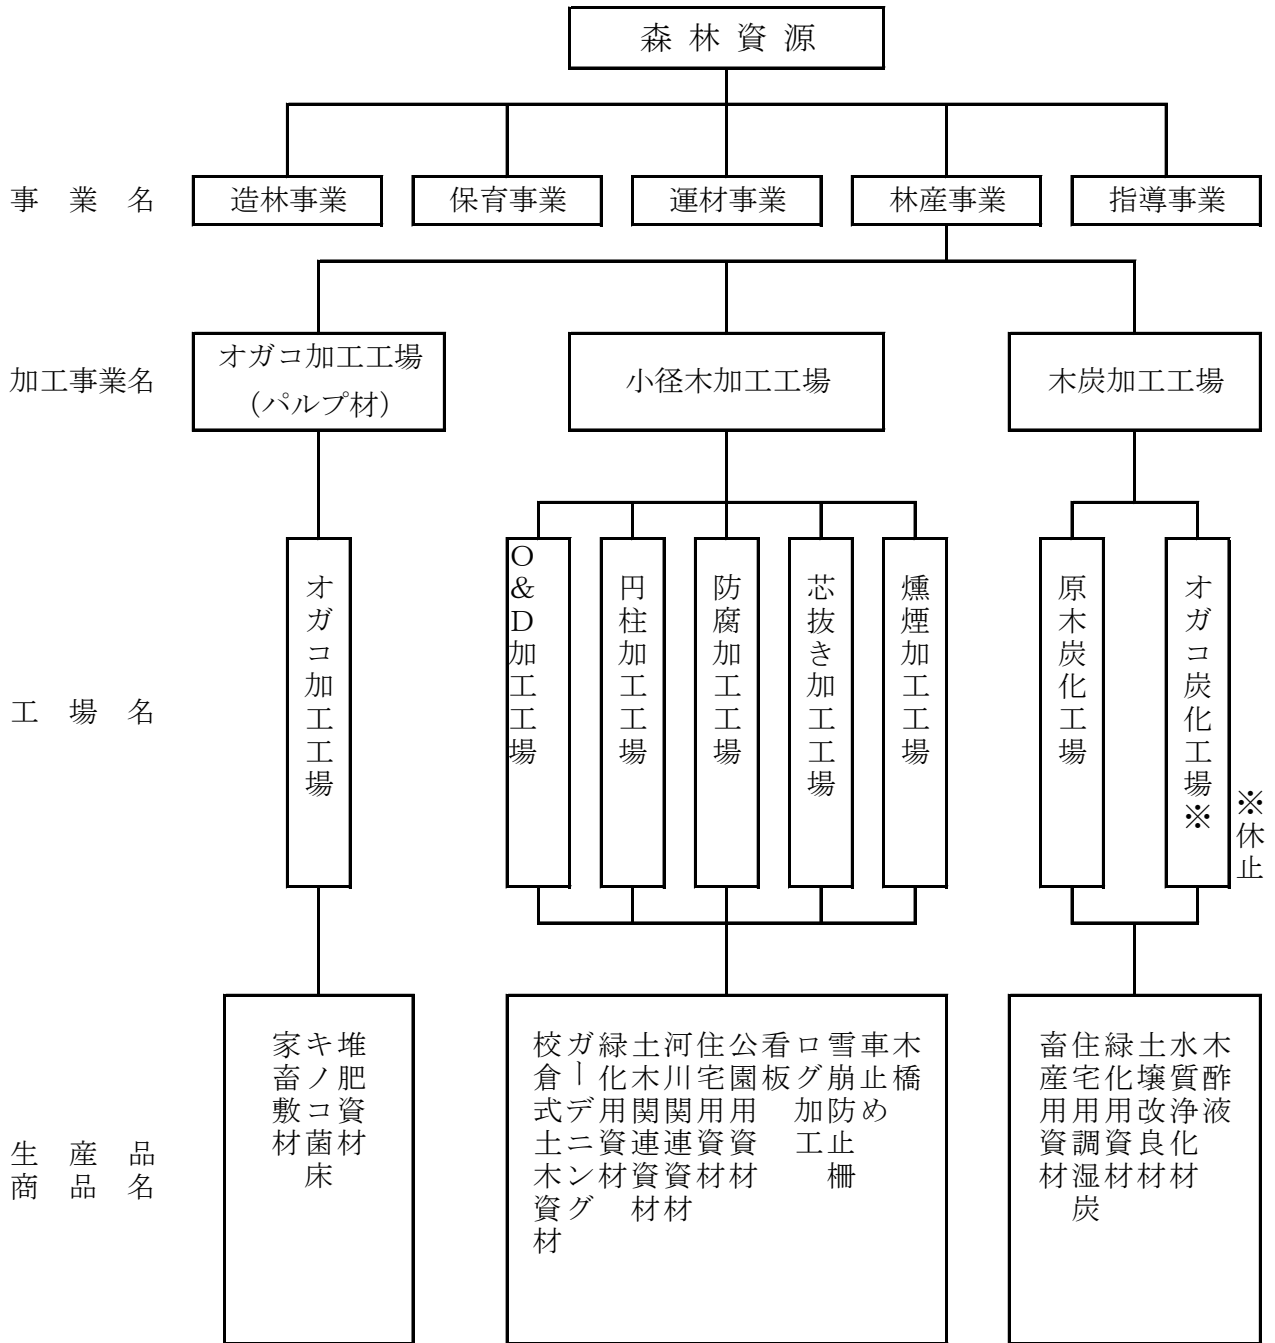 森林資源
事業名
造林事業
保育事業
運材事業
林産事業
指導事業
加工事業名
オガコ加工工場
（パルプ材）
小径木加工工場
木炭加工工場
工場名
オガコ加工工場
O&D加工工場
円柱加工工場
防腐加工工場
芯抜き加工工場
燻煙加工工場
原木炭化工場
オガコ炭化工場※
※休止
生産品
商品名
堆肥資材
キノコ菌床
家畜敷材
木橋
車止め
雪崩防止柵
ログ加工
看板
公園用資材
住宅用資材
河川関連資材
土木関連資材
緑化用資材
ガーデニング
校倉式土木資材
木酢液
水質浄化材
土壌改良材
緑化用資材
住宅用調湿炭
畜産用資材